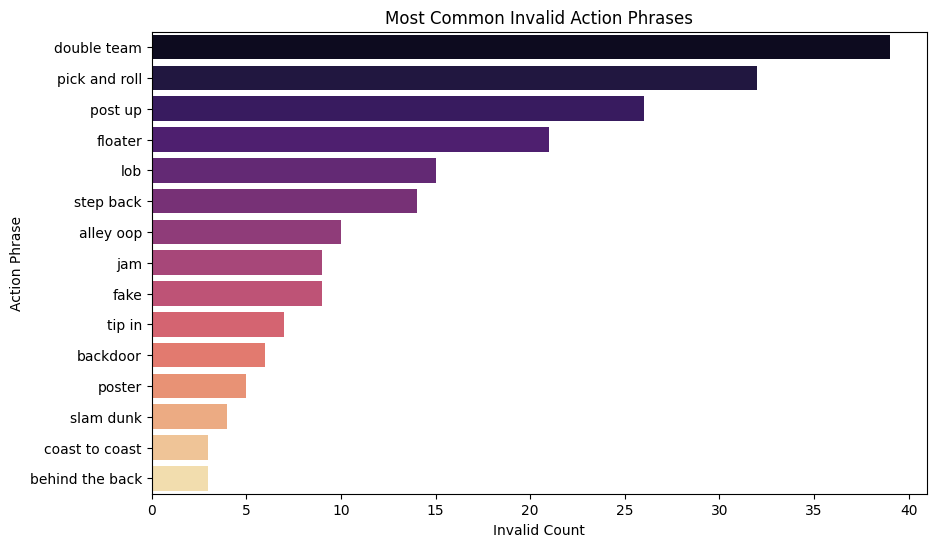 Most Common Invalid Action Phrases
Action Phrase
double team
pick and roll
post up
floater
lob
step back
alley oop
jam
fake
tip in
backdoor
poster
slam dunk
coast to coast
behind the back
0 5 10 15 20 25 30 35 40
Invalid Count